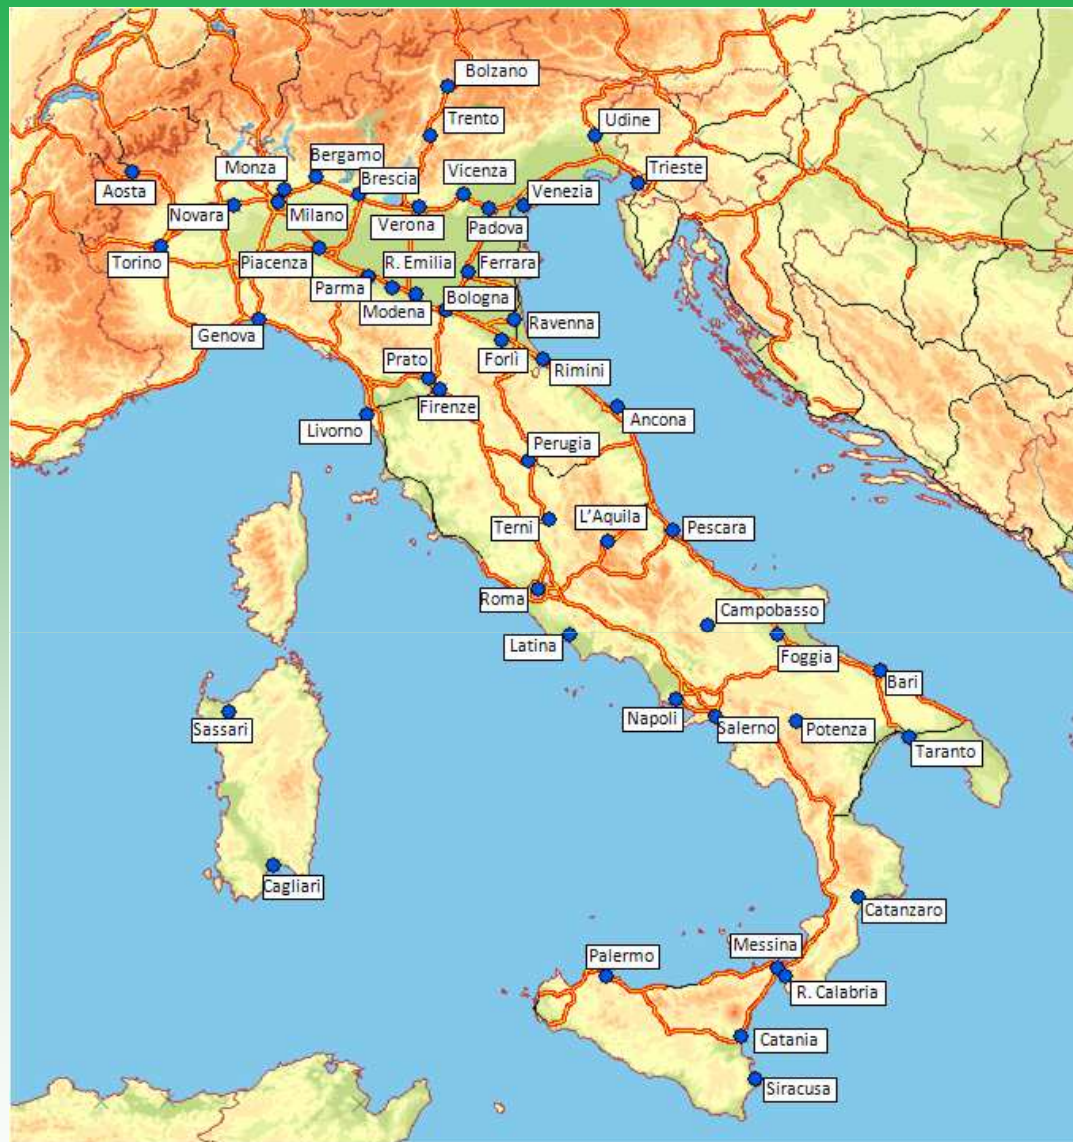 Bolzano
Trento
Udine
Bergamo
Monza
Vicenza
Trieste
Aosta
Brescia
Venezia
Novara
Milano
Verona
Padova
Torino
Piacenza
R. Emilia
Ferrara
Parma
Modena
Bologna
Genova
Ravenna
Prato
Forlì
Rimini
Firenze
Livorno
Ancona
Perugia
Terni
L'Aquila
Pescara
Roma
Campobasso
Latina
Foggia
Bari
Napoli
Salerno
Potenza
Sassari
Taranto
Cagliari
Catanzaro
Messina
Palermo
R. Calabria
Catania
Siracusa